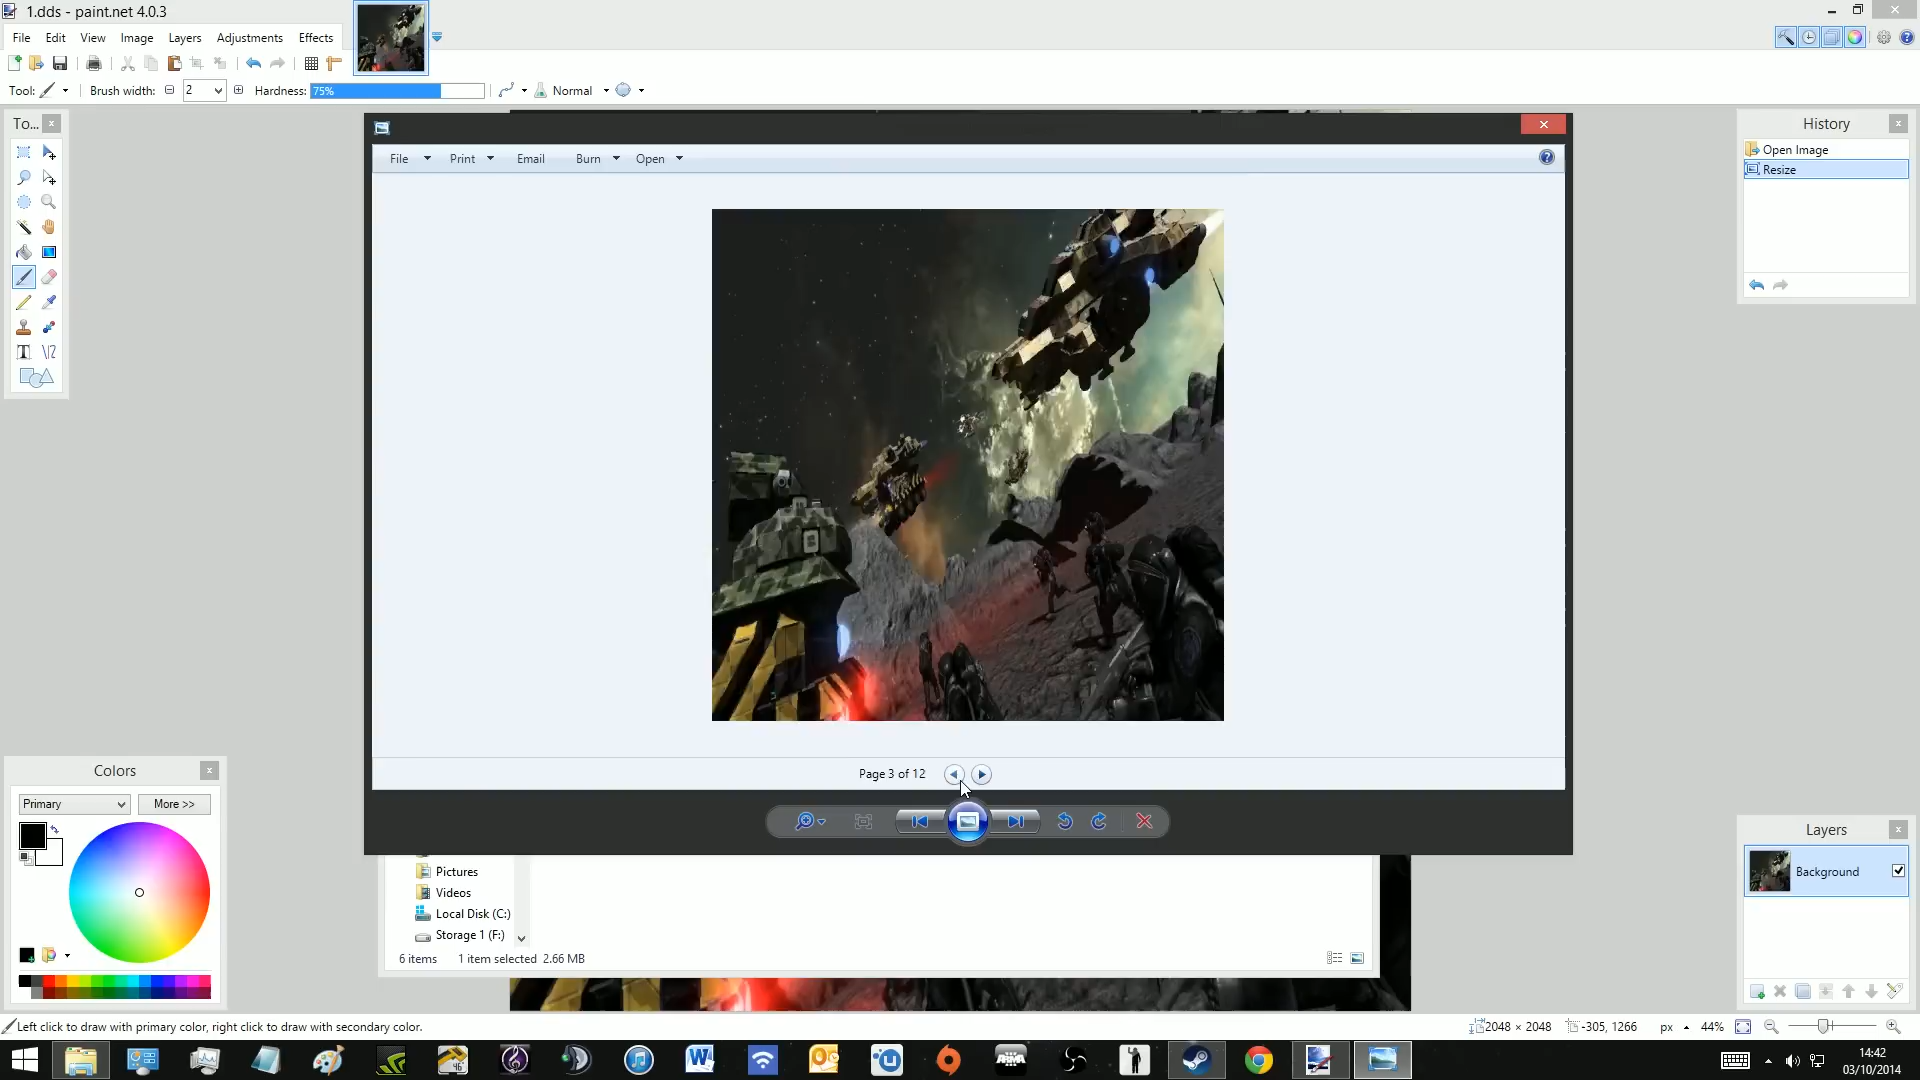 1.dds - paint.net 4.0.3
File Edit View Image Layers Adjustments Effects
Tool: Brush width: 2 Hardness: 75% Normal
To...
File Print Email Burn Open
History
Open Image
Resize
Page 3 of 12
Colors
Primary More >>
Layers
Background
Pictures
Videos
Local Disk (C:)
Storage 1 (F:)
6 items 1 item selected 2.66 MB
Left click to draw with primary color, right click to draw with secondary color.
2048 × 2048 -305, 1266 px 44%
14:42
03/10/2014